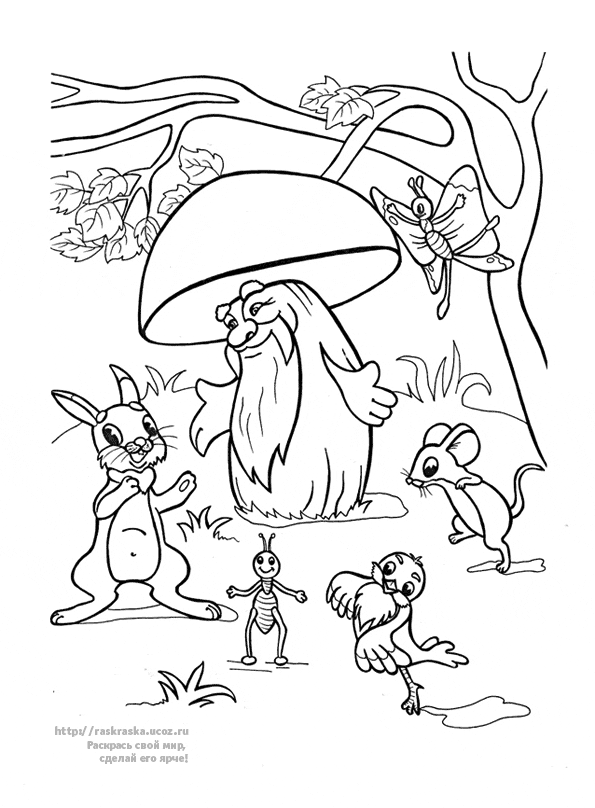 http://raskraska.ucoz.ru
Раскрась свой мир,
сделай его ярче!